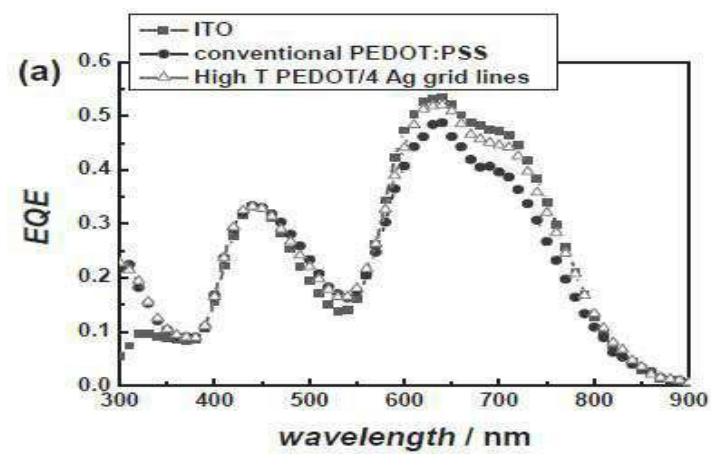 ITO
conventional PEDOT:PSS
High T PEDOT/4 Ag grid lines
(a)
0.6
0.5
0.4
0.3
0.2
0.1
0.0
EQE
300 400 500 600 700 800 900
wavelength / nm